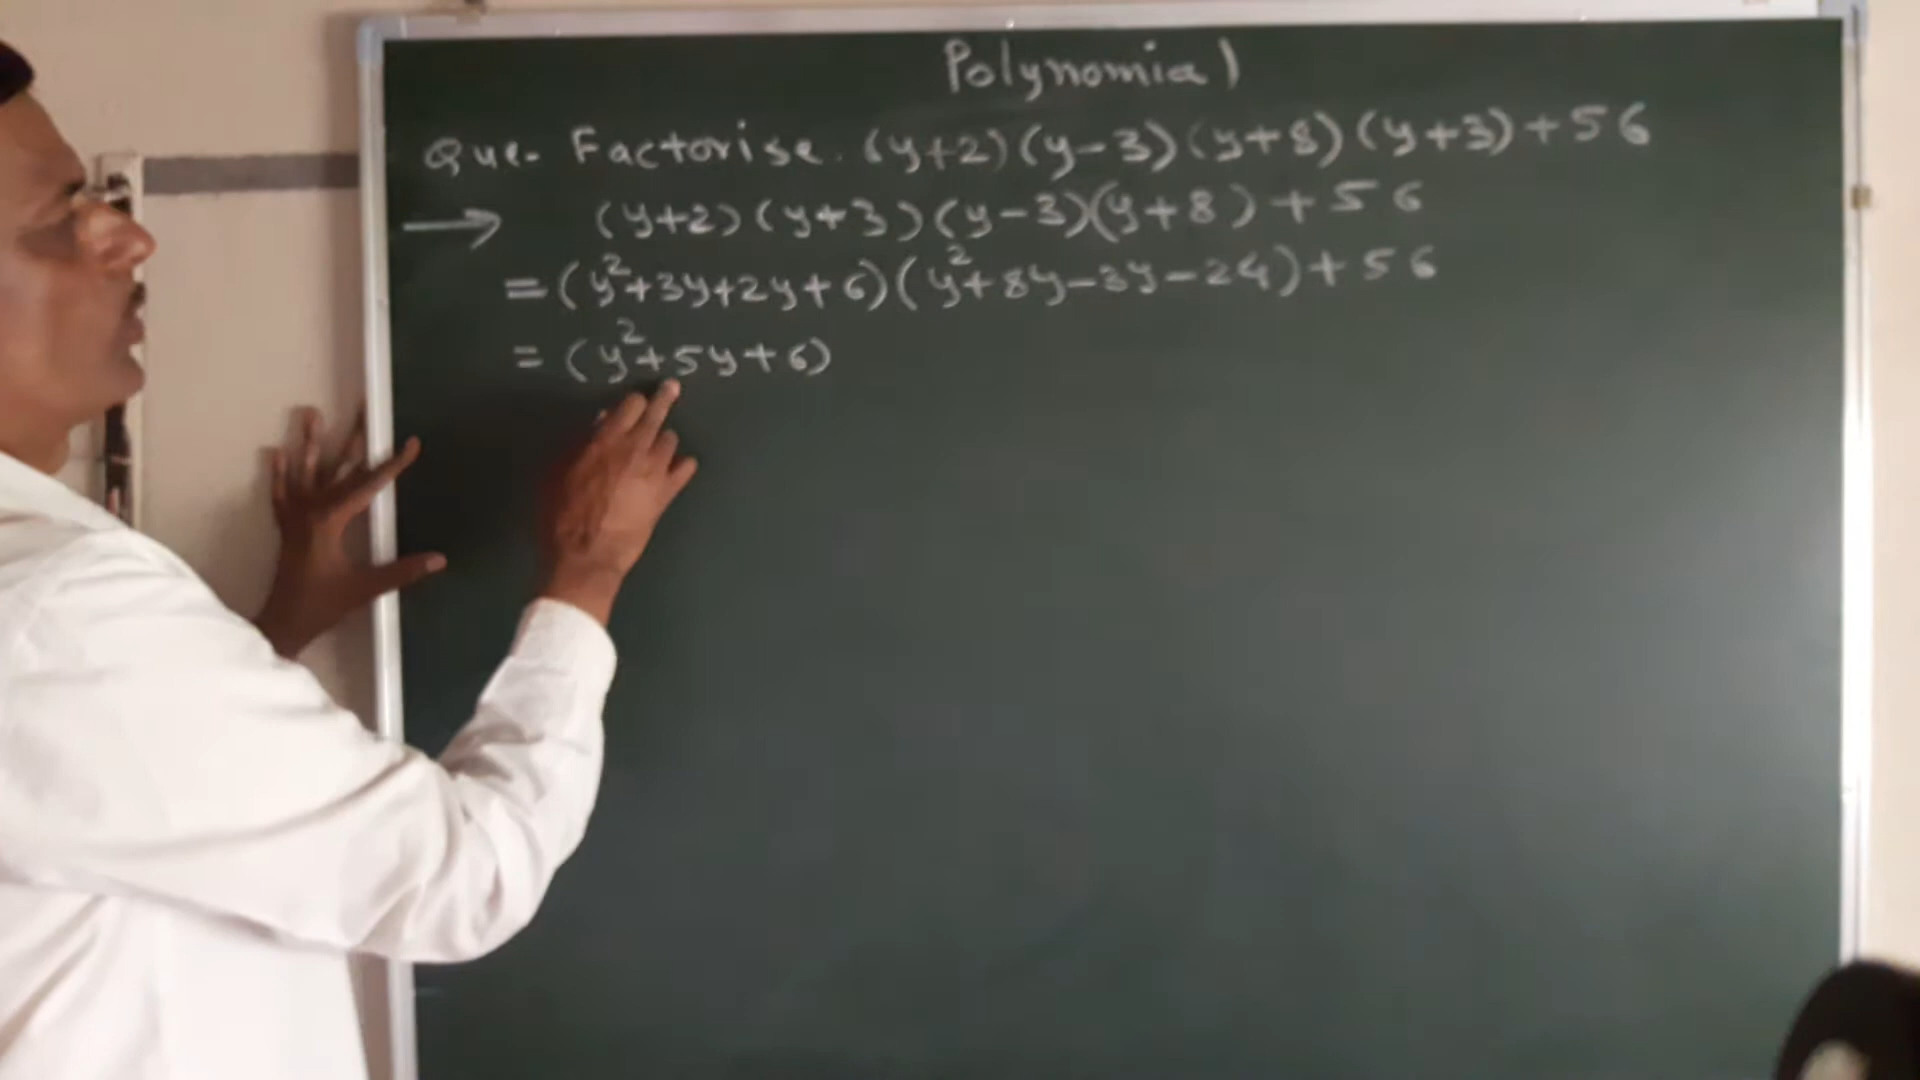 Polynomial
Que- Factorise. (y+2)(y-3)(y+8)(y+3)+56
→ (y+2)(y+3)(y-3)(y+8)+56
=(y²+3y+2y+6)(y²+8y-3y-24)+56
= (y²+5y+6)